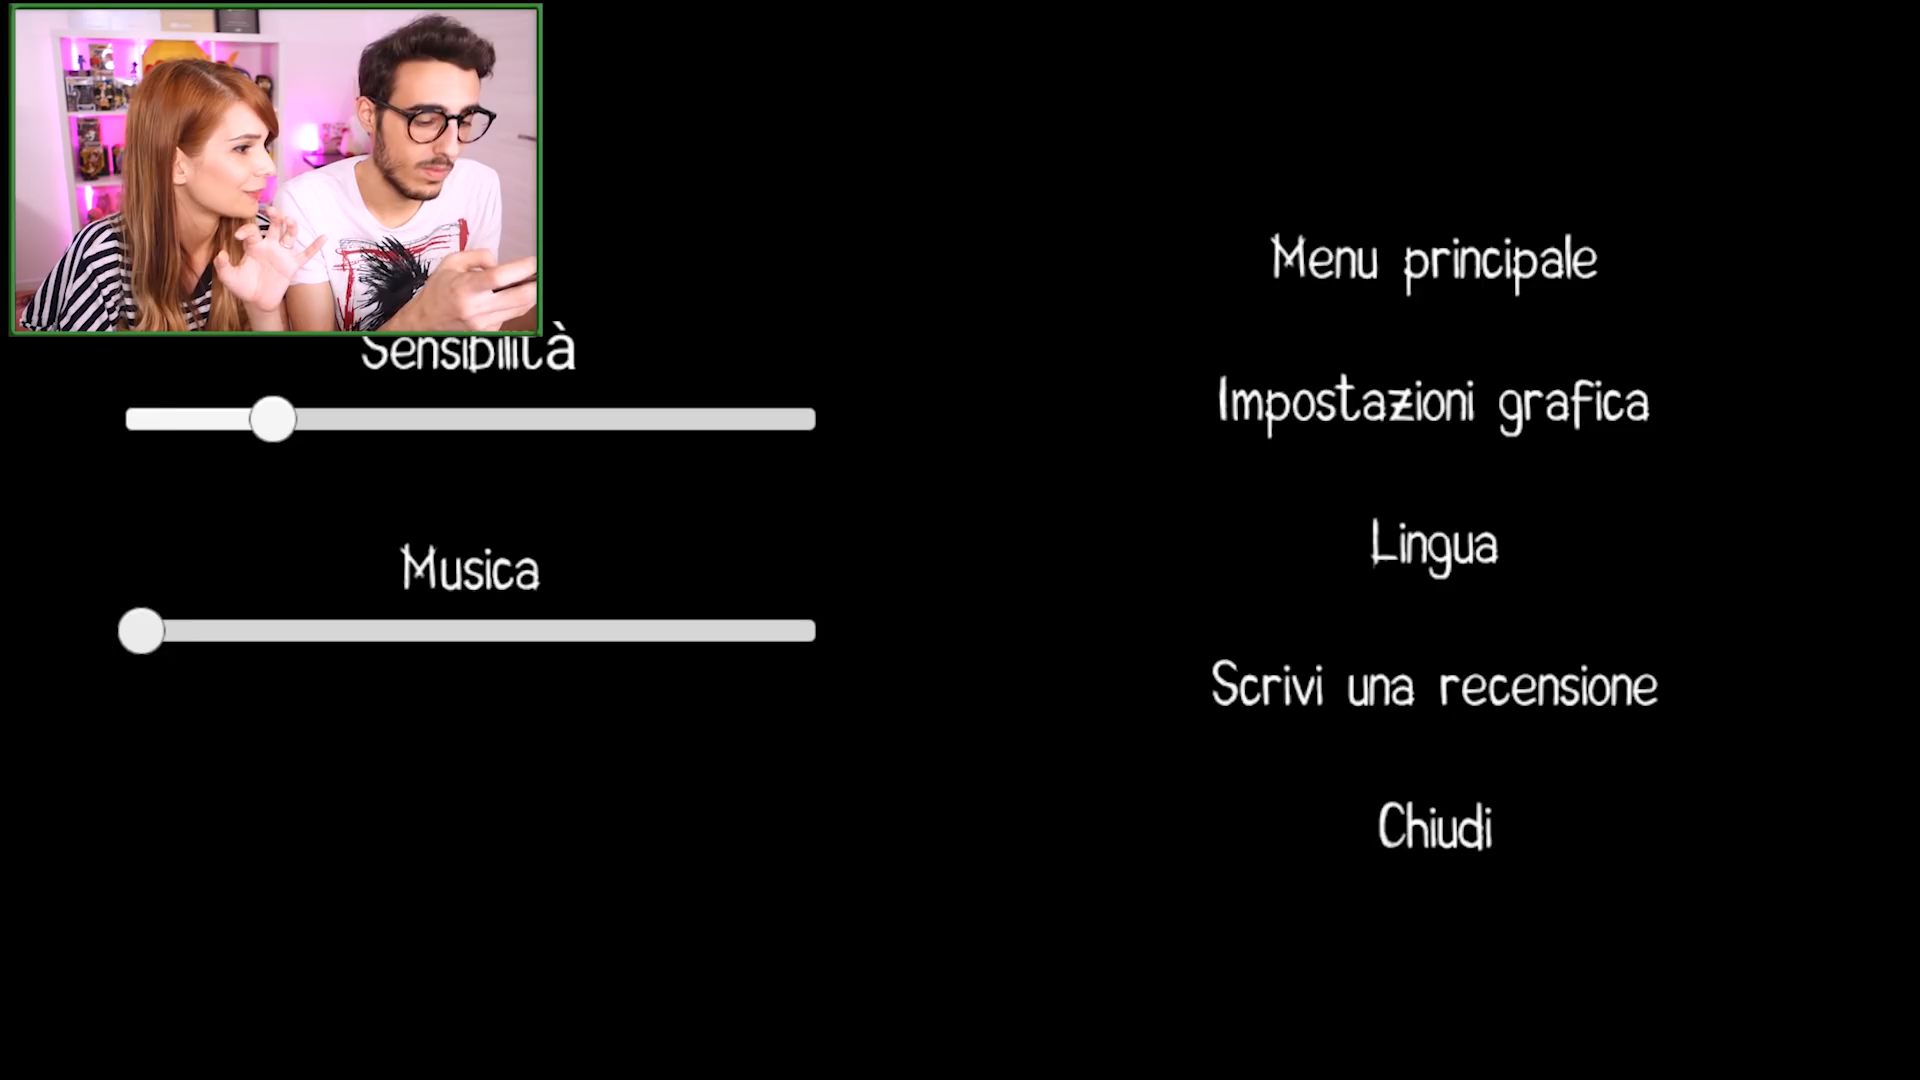 Sensibilità
Musica
Menu principale
Impostazioni grafica
Lingua
Scrivi una recensione
Chiudi